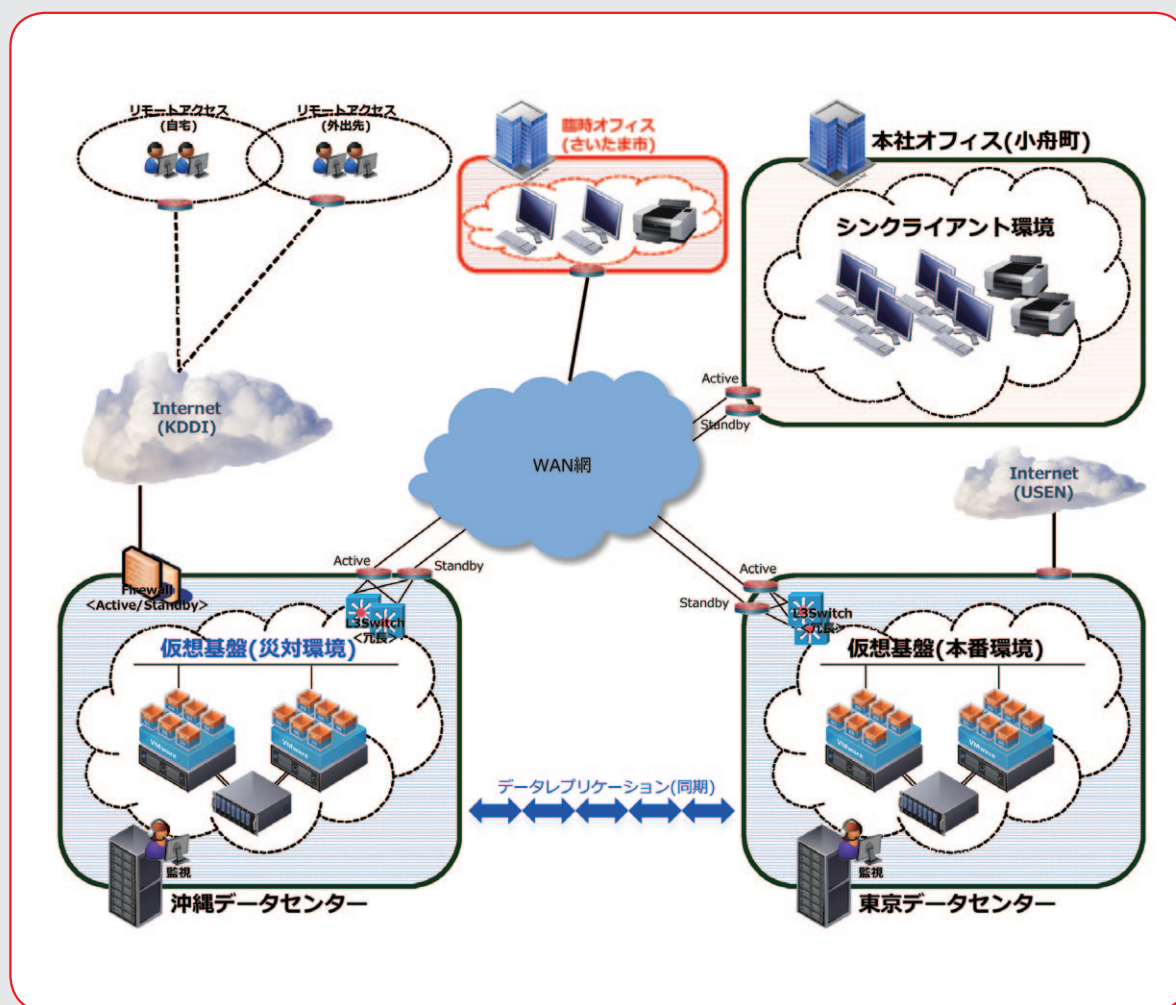 リモートアクセス
(自宅)
リモートアクセス
(外出先)
臨時オフィス
(さいたま市)
本社オフィス(小舟町)
シンクライアント環境
Internet
(KDDI)
WAN網
Active
Standby
Internet
(USEN)
Firewall
<Active/Standby>
Active
Standby
L3Switch
<冗長>
仮想基盤(災対環境)
VMware
VMware
監視
沖縄データセンター
データレプリケーション(同期)
Active
Standby
L3Switch
<冗長>
仮想基盤(本番環境)
VMware
VMware
監視
東京データセンター